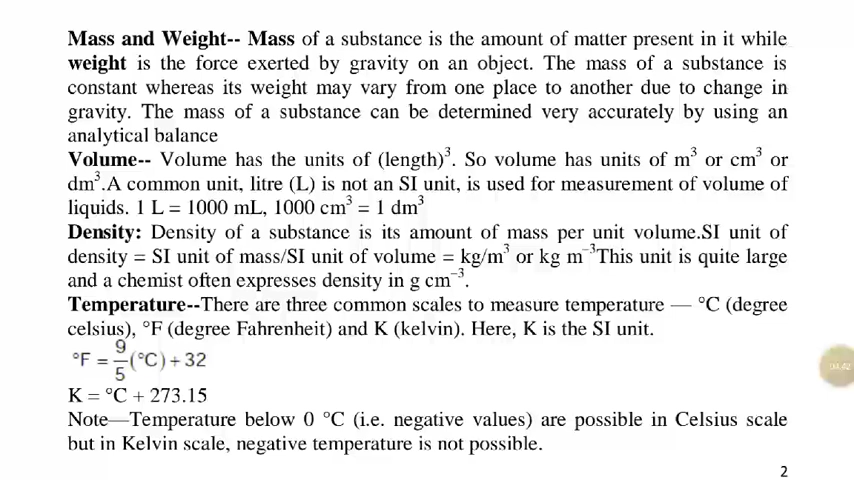 Mass and Weight-- Mass of a substance is the amount of matter present in it while
weight is the force exerted by gravity on an object. The mass of a substance is
constant whereas its weight may vary from one place to another due to change in
gravity. The mass of a substance can be determined very accurately by using an
analytical balance
Volume-- Volume has the units of (length)³. So volume has units of m³ or cm³ or
dm³.A common unit, litre (L) is not an SI unit, is used for measurement of volume of
liquids. 1 L = 1000 mL, 1000 cm³ = 1 dm³
Density: Density of a substance is its amount of mass per unit volume.SI unit of
density = SI unit of mass/SI unit of volume = kg/m³ or kg m⁻³This unit is quite large
and a chemist often expresses density in g cm⁻³.
Temperature--There are three common scales to measure temperature — °C (degree
celsius), °F (degree Fahrenheit) and K (kelvin). Here, K is the SI unit.
°F = 9/5(°C)+32
K = °C + 273.15
Note—Temperature below 0 °C (i.e. negative values) are possible in Celsius scale
but in Kelvin scale, negative temperature is not possible.
2